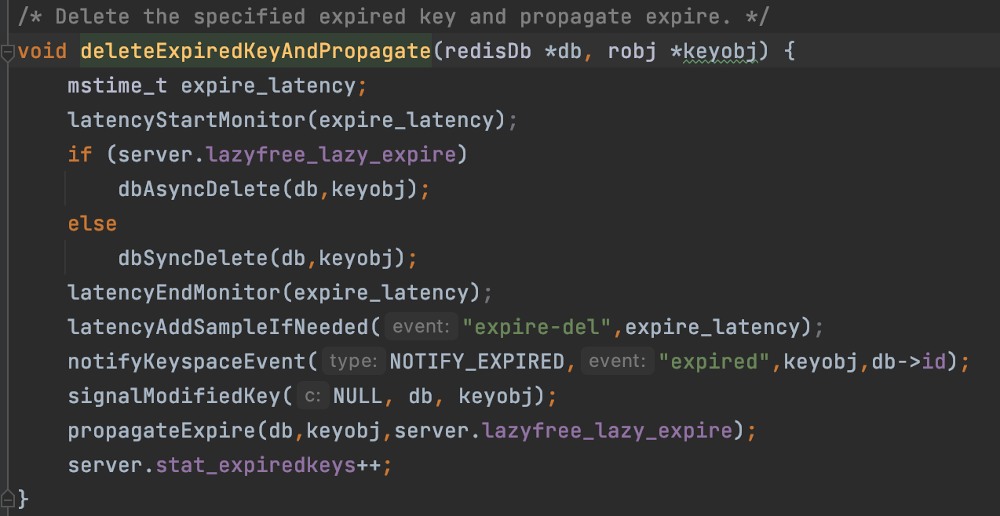 /* Delete the specified expired key and propagate expire. */
void deleteExpiredKeyAndPropagate(redisDb *db, robj *keyobj) {
    mstime_t expire_latency;
    latencyStartMonitor(expire_latency);
    if (server.lazyfree_lazy_expire)
        dbAsyncDelete(db,keyobj);
    else
        dbSyncDelete(db,keyobj);
    latencyEndMonitor(expire_latency);
    latencyAddSampleIfNeeded( event: "expire-del",expire_latency);
    notifyKeyspaceEvent( type: NOTIFY_EXPIRED, event: "expired",keyobj,db->id);
    signalModifiedKey( c: NULL, db, keyobj);
    propagateExpire(db,keyobj,server.lazyfree_lazy_expire);
    server.stat_expiredkeys++;
}